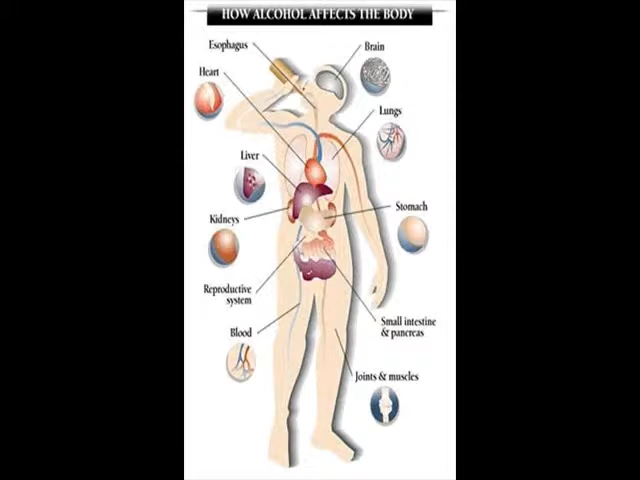 HOW ALCOHOL AFFECTS THE BODY
Esophagus
Brain
Heart
Lungs
Liver
Stomach
Kidneys
Reproductive
system
Small intestine
& pancreas
Blood
Joints & muscles